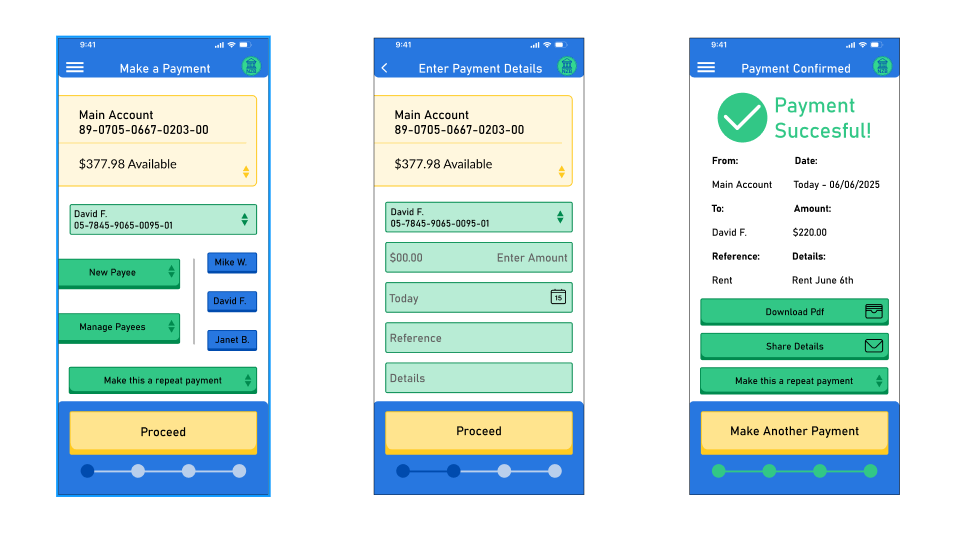 9:41
Make a Payment
Main Account
89-0705-0667-0203-00
$377.98 Available
David F.
05-7845-9065-0095-01
New Payee
Manage Payees
Mike W.
David F.
Janet B.
Make this a repeat payment
Proceed
9:41
Enter Payment Details
Main Account
89-0705-0667-0203-00
$377.98 Available
David F.
05-7845-9065-0095-01
$00.00 Enter Amount
Today 15
Reference
Details
Proceed
9:41
Payment Confirmed
Payment
Succesful!
From: Date:
Main Account Today - 06/06/2025
To: Amount:
David F. $220.00
Reference: Details:
Rent Rent June 6th
Download Pdf
Share Details
Make this a repeat payment
Make Another Payment